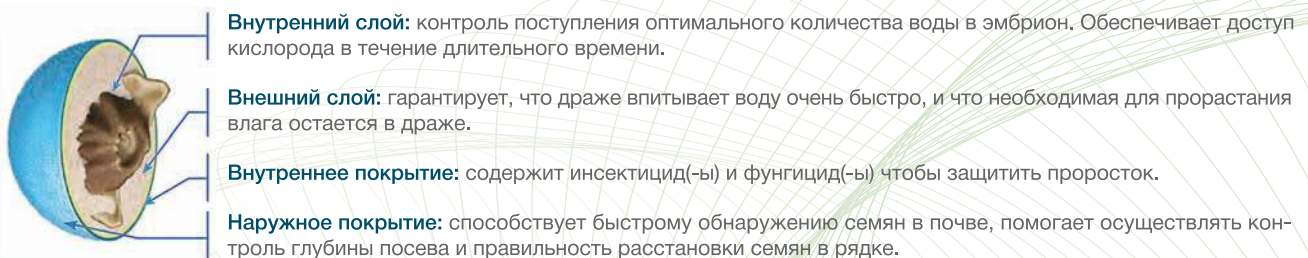 Внутренний слой: контроль поступления оптимального количества воды в эмбрион. Обеспечивает доступ
кислорода в течение длительного времени.
Внешний слой: гарантирует, что драже впитывает воду очень быстро, и что необходимая для прорастания
влага остается в драже.
Внутреннее покрытие: содержит инсектицид(-ы) и фунгицид(-ы) чтобы защитить проросток.
Наружное покрытие: способствует быстрому обнаружению семян в почве, помогает осуществлять кон-
троль глубины посева и правильность расстановки семян в рядке.